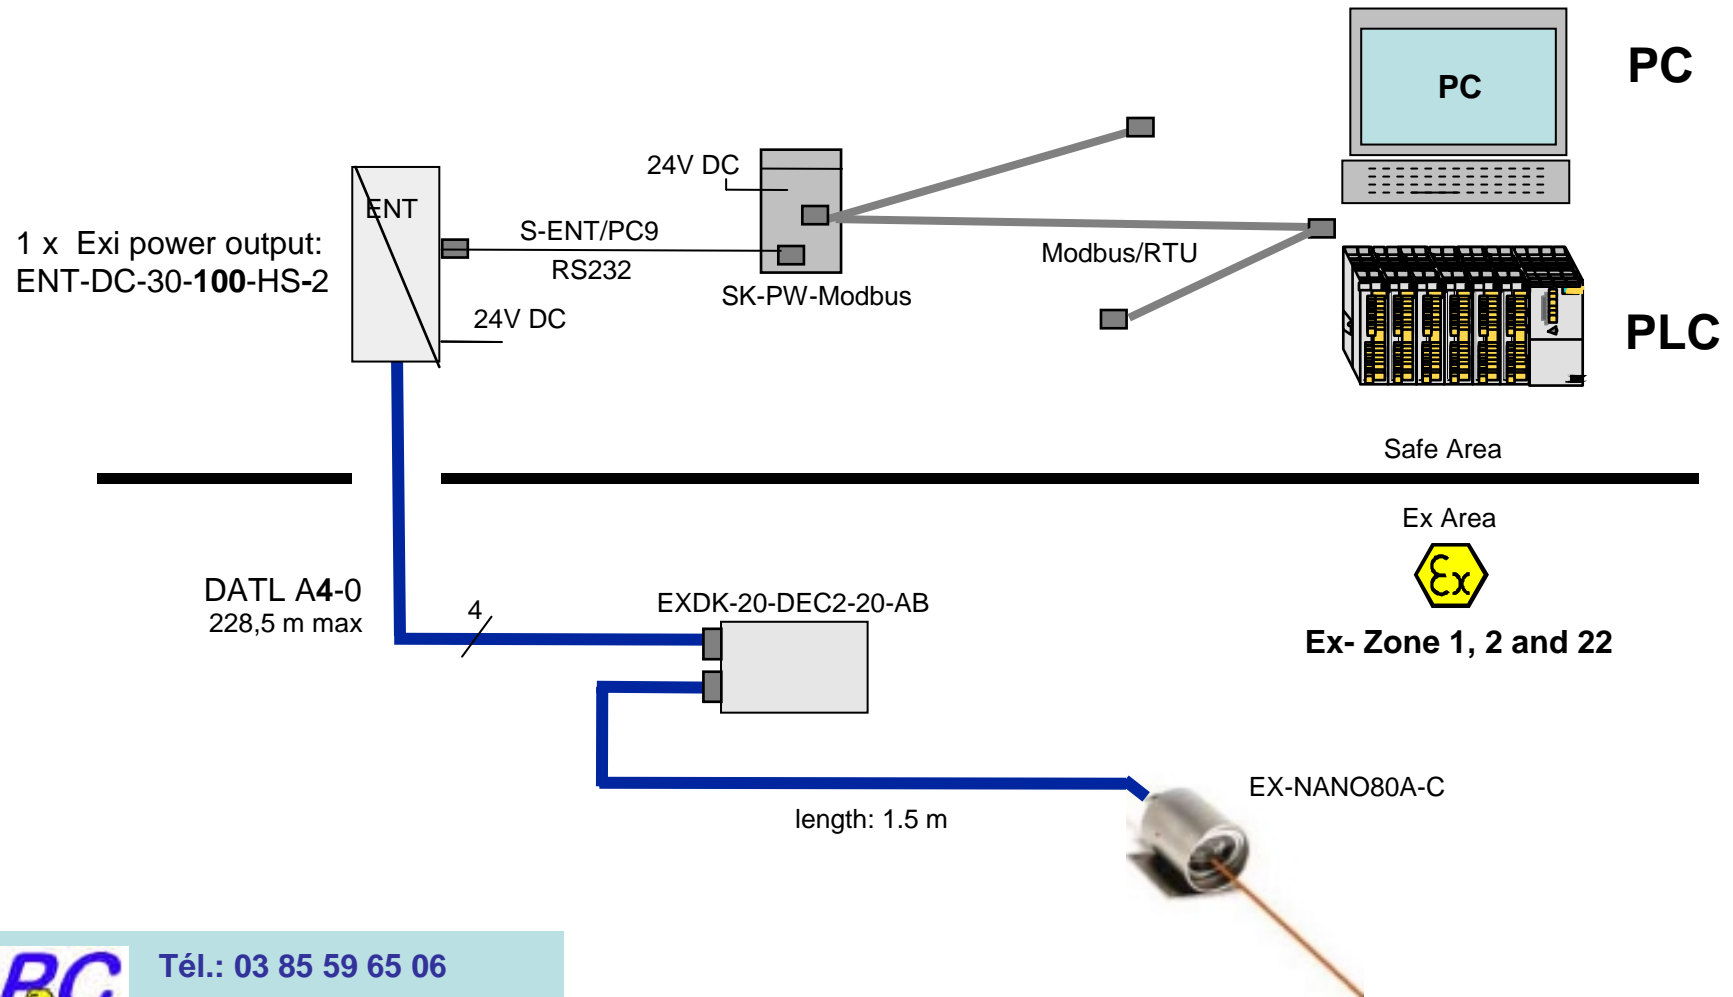 PC
PC
24V DC
ENT
1 x Exi power output:
ENT-DC-30-100-HS-2
S-ENT/PC9
RS232
Modbus/RTU
SK-PW-Modbus
24V DC
PLC
Safe Area
Ex Area
Ex
Ex- Zone 1, 2 and 22
DATL A4-0
228,5 m max
4
EXDK-20-DEC2-20-AB
EX-NANO80A-C
length: 1.5 m
BC
Tél.: 03 85 59 65 06